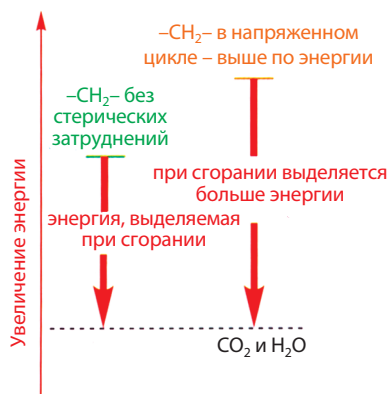 –CH₂– в напряженном
цикле – выше по энергии
–CH₂– без
стерических
затруднений
при сгорании выделяется
больше энергии
энергия, выделяемая
при сгорании
Увеличение энергии
CO₂ и H₂O